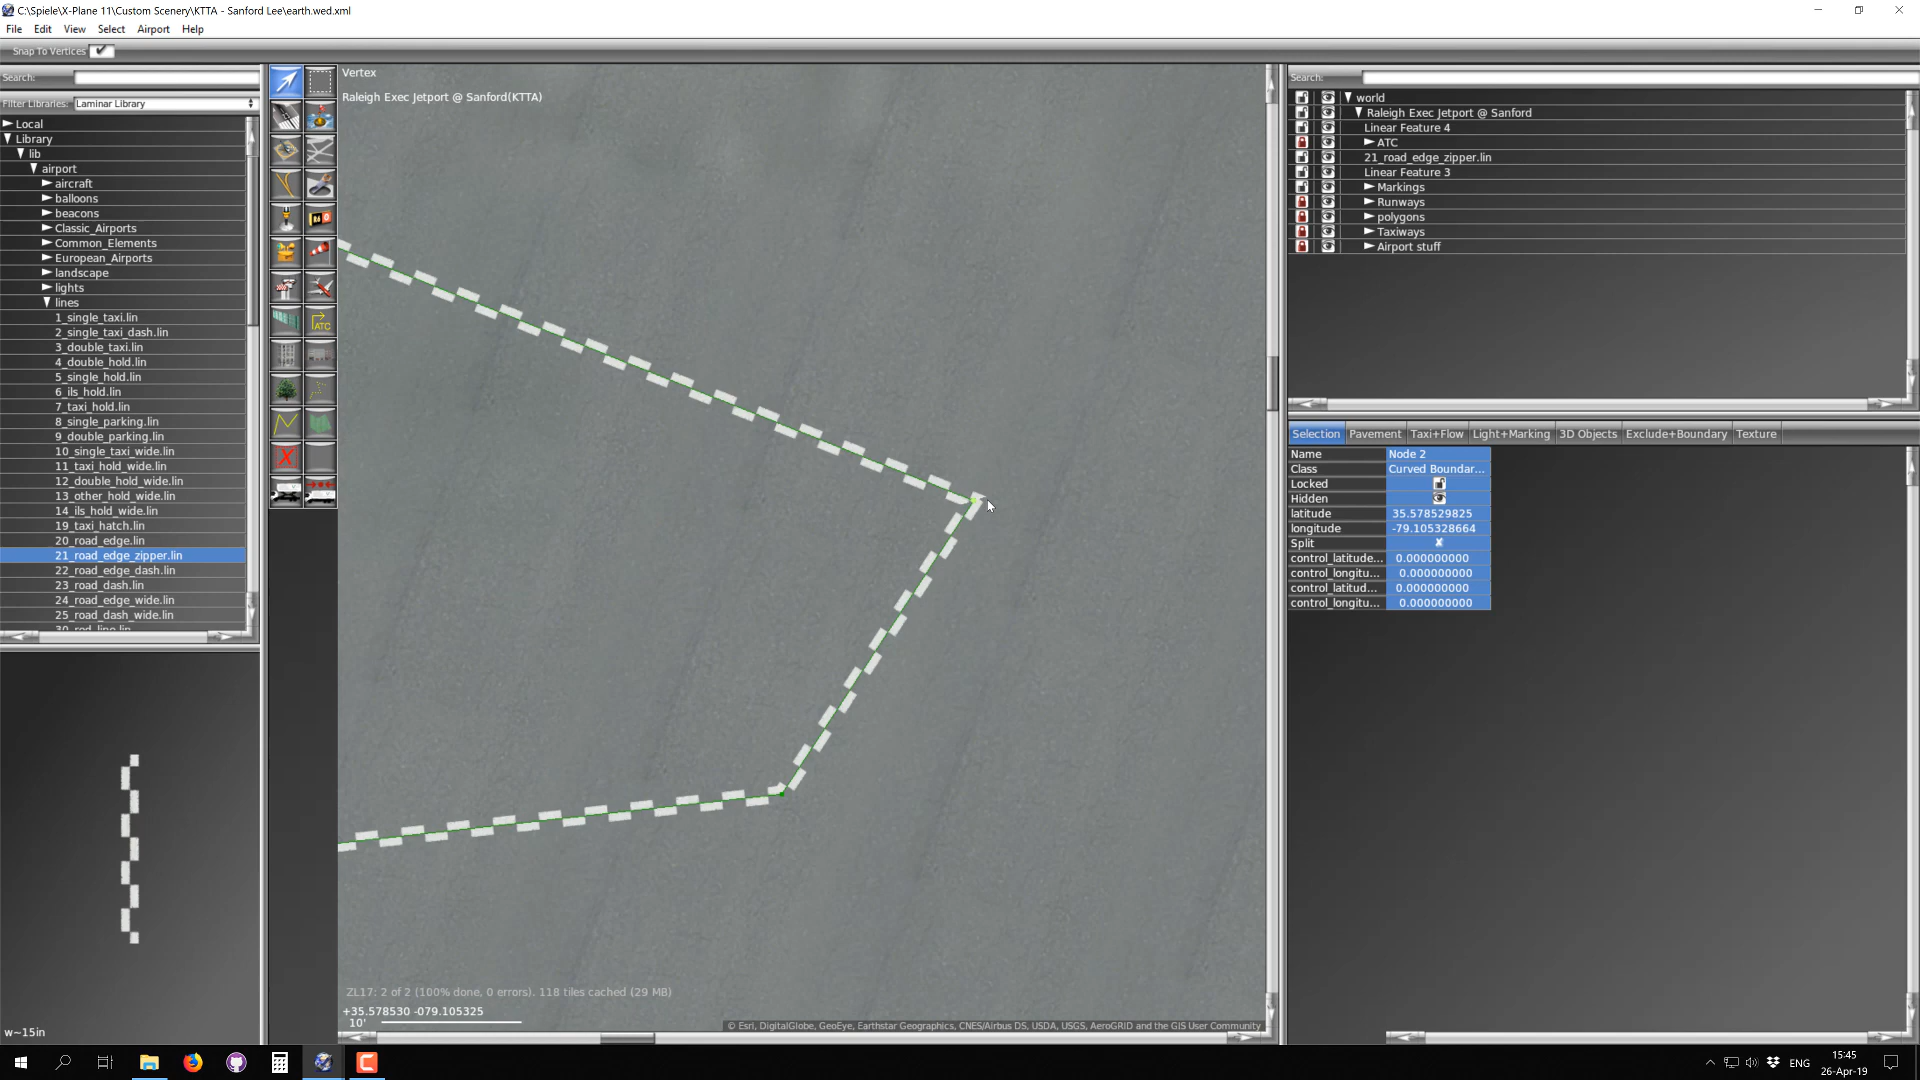 C:\Spiele\X-Plane 11\Custom Scenery\KTTA - Sanford Lee\earth.wed.xml
File Edit View Select Airport Help
Snap To Vertices
Search:
Filter Libraries: Laminar Library
Local
Library
lib
airport
aircraft
balloons
beacons
Classic_Airports
Common_Elements
European_Airports
landscape
lights
lines
1_single_taxi.lin
2_single_taxi_dash.lin
3_double_taxi.lin
4_double_hold.lin
5_single_hold.lin
6_ils_hold.lin
7_taxi_hold.lin
8_single_parking.lin
9_double_parking.lin
10_single_taxi_wide.lin
11_taxi_hold_wide.lin
12_double_hold_wide.lin
13_other_hold_wide.lin
14_ils_hold_wide.lin
19_taxi_hatch.lin
20_road_edge.lin
21_road_edge_zipper.lin
22_road_edge_dash.lin
23_road_dash.lin
24_road_edge_wide.lin
25_road_dash_wide.lin
w~15in
ATC
Vertex
Raleigh Exec Jetport @ Sanford(KTTA)
ZL17: 2 of 2 (100% done, 0 errors). 118 tiles cached (29 MB)
+35.578530 -079.105325
10'
© Esri, DigitalGlobe, GeoEye, Earthstar Geographics, CNES/Airbus DS, USDA, USGS, AeroGRID and the GIS User Community
Search:
world
Raleigh Exec Jetport @ Sanford
Linear Feature 4
ATC
21_road_edge_zipper.lin
Linear Feature 3
Markings
Runways
polygons
Taxiways
Airport stuff
Selection Pavement Taxi+Flow Light+Marking 3D Objects Exclude+Boundary Texture
Name Node 2
Class Curved Boundar...
Locked
Hidden
latitude 35.578529825
longitude -79.105328664
Split
control_latitude... 0.000000000
control_longitu... 0.000000000
control_latitud... 0.000000000
control_longitu... 0.000000000
ENG
15:45
26-Apr-19